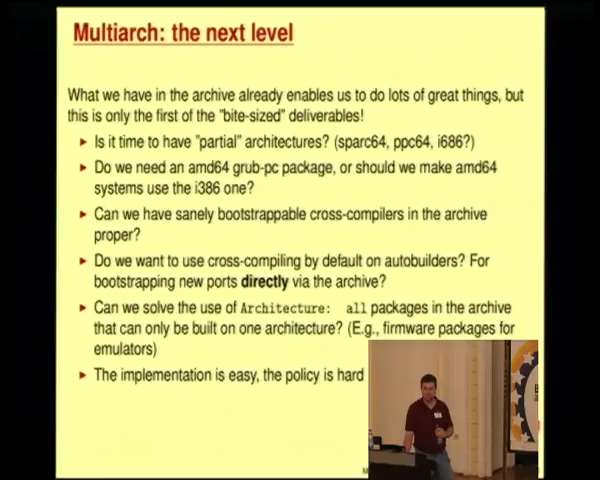 Multiarch: the next level
What we have in the archive already enables us to do lots of great things, but
this is only the first of the "bite-sized" deliverables!
Is it time to have "partial" architectures? (sparc64, ppc64, i686?)
Do we need an amd64 grub-pc package, or should we make amd64
systems use the i386 one?
Can we have sanely bootstrappable cross-compilers in the archive
proper?
Do we want to use cross-compiling by default on autobuilders? For
bootstrapping new ports directly via the archive?
Can we solve the use of Architecture: all packages in the archive
that can only be built on one architecture? (E.g., firmware packages for
emulators)
The implementation is easy, the policy is hard